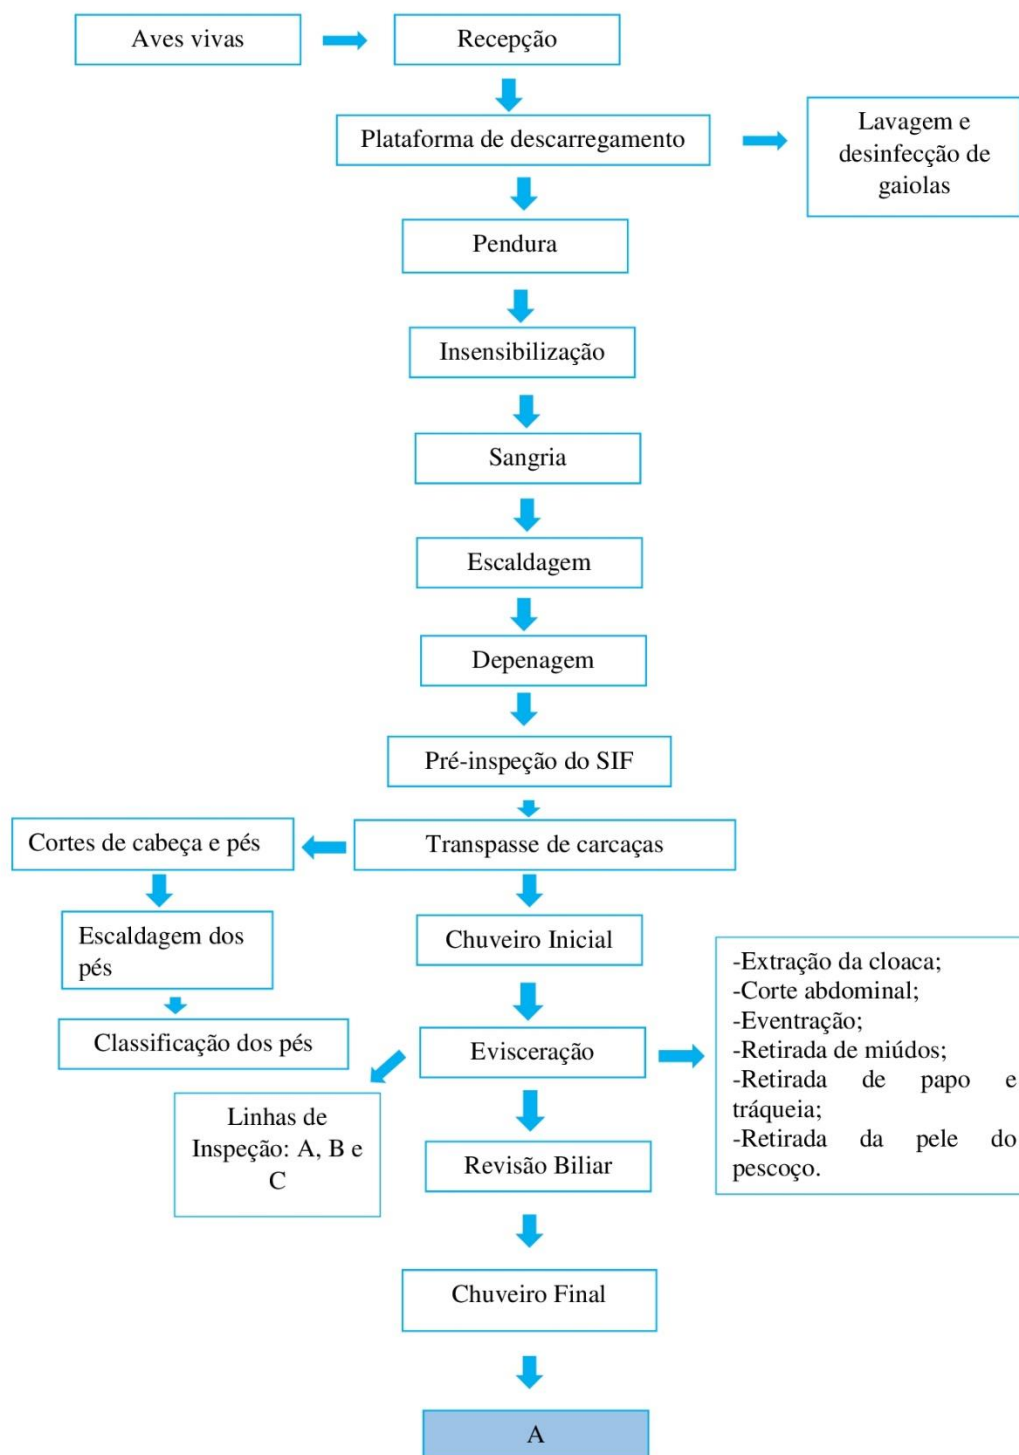 Aves vivas
Recepção
Plataforma de descarregamento
Lavagem e
desinfecção de
gaiolas
Pendura
Insensibilização
Sangria
Escaldagem
Depenagem
Pré-inspeção do SIF
Transpasse de carcaças
Cortes de cabeça e pés
Escaldagem dos
pés
Classificação dos pés
Chuveiro Inicial
Evisceração
-Extração da cloaca;
-Corte abdominal;
-Eventração;
-Retirada de miúdos;
-Retirada de papo e
tráqueia;
-Retirada da pele do
pescoço.
Linhas de
Inspeção: A, B e
C
Revisão Biliar
Chuveiro Final
A